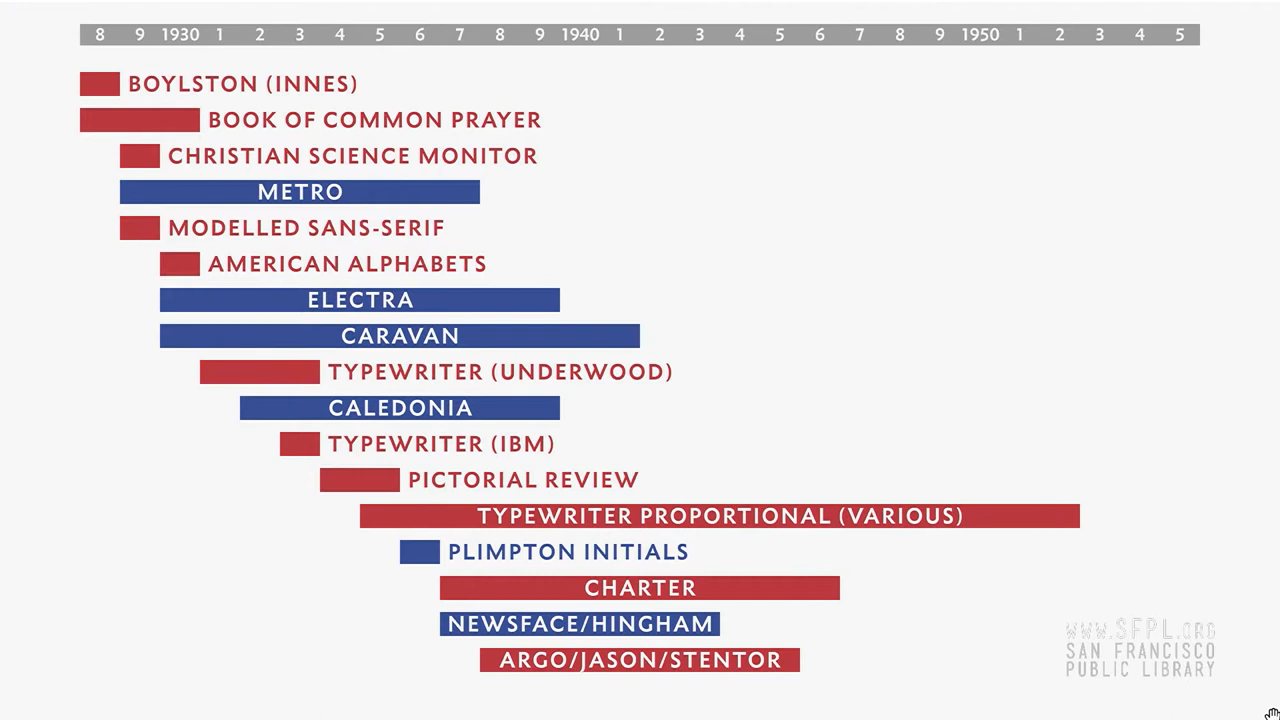 8 9 1930 1 2 3 4 5 6 7 8 9 1940 1 2 3 4 5 6 7 8 9 1950 1 2 3 4 5
BOYLSTON (INNES)
BOOK OF COMMON PRAYER
CHRISTIAN SCIENCE MONITOR
METRO
MODELLED SANS-SERIF
AMERICAN ALPHABETS
ELECTRA
CARAVAN
TYPEWRITER (UNDERWOOD)
CALEDONIA
TYPEWRITER (IBM)
PICTORIAL REVIEW
TYPEWRITER PROPORTIONAL (VARIOUS)
PLIMPTON INITIALS
CHARTER
NEWSFACE/HINGHAM
ARGO/JASON/STENTOR
WWW.SFPL.ORG
SAN FRANCISCO
PUBLIC LIBRARY